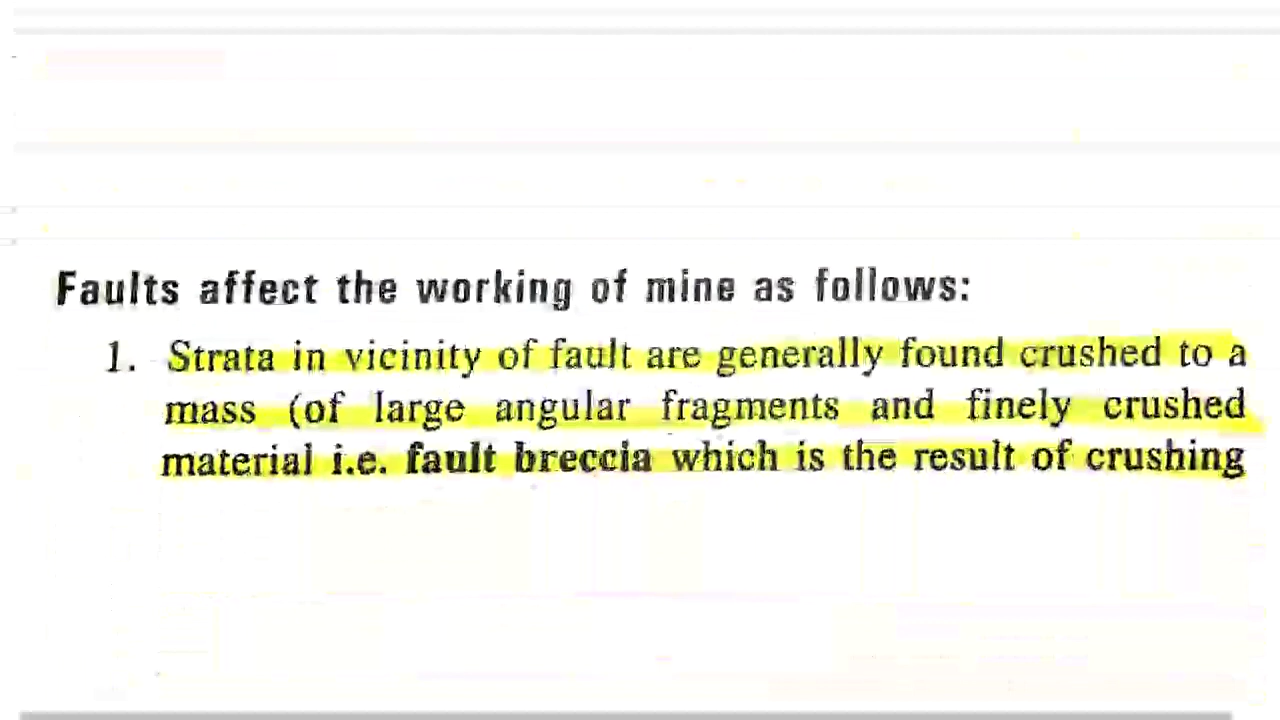 Faults affect the working of mine as follows:
1. Strata in vicinity of fault are generally found crushed to a
mass (of large angular fragments and finely crushed
material i.e. fault breccia which is the result of crushing